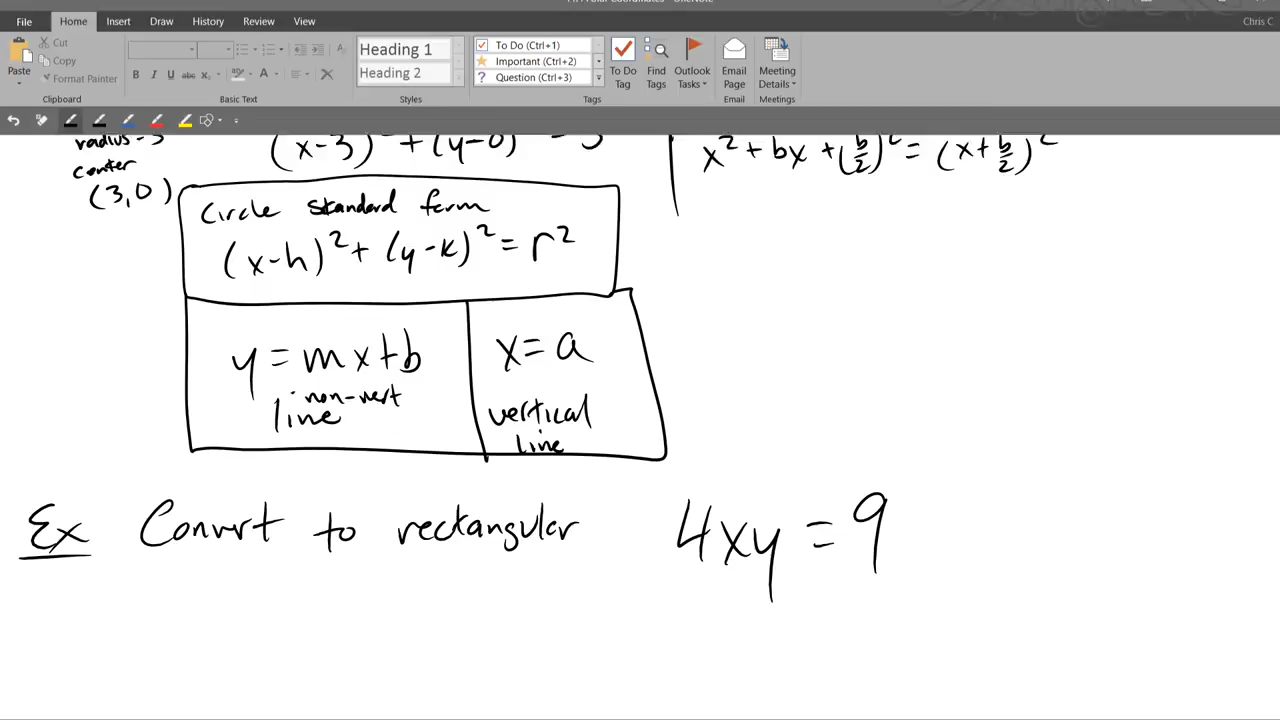 File Home Insert Draw History Review View Chris C
Paste Cut Copy Format Painter
B I U abc
Heading 1
Heading 2
To Do (Ctrl+1)
Important (Ctrl+2)
Question (Ctrl+3)
To Do Tag
Find Tags
Outlook Tasks
Email Page
Meeting Details
Clipboard Basic Text Styles Tags Email Meetings
center
(3,0)
x² + bx + (b/2)² = (x + b/2)²
Circle standard form
(x-h)² + (y-k)² = r²
y = mx+b
non-vert
line
x = a
vertical
line
Ex Convert to rectangular 4xy = 9